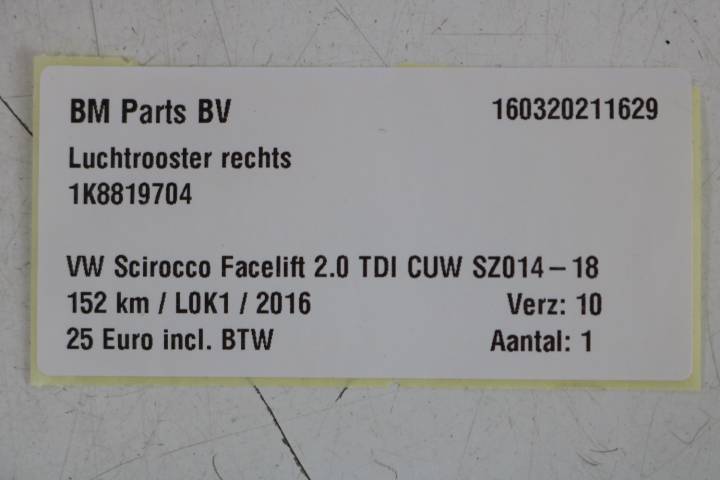 BM Parts BV 160320211629
Luchtrooster rechts
1K8819704
VW Scirocco Facelift 2.0 TDI CUW SZ014-18
152 km / L0K1 / 2016 Verz: 10
25 Euro incl. BTW Aantal: 1